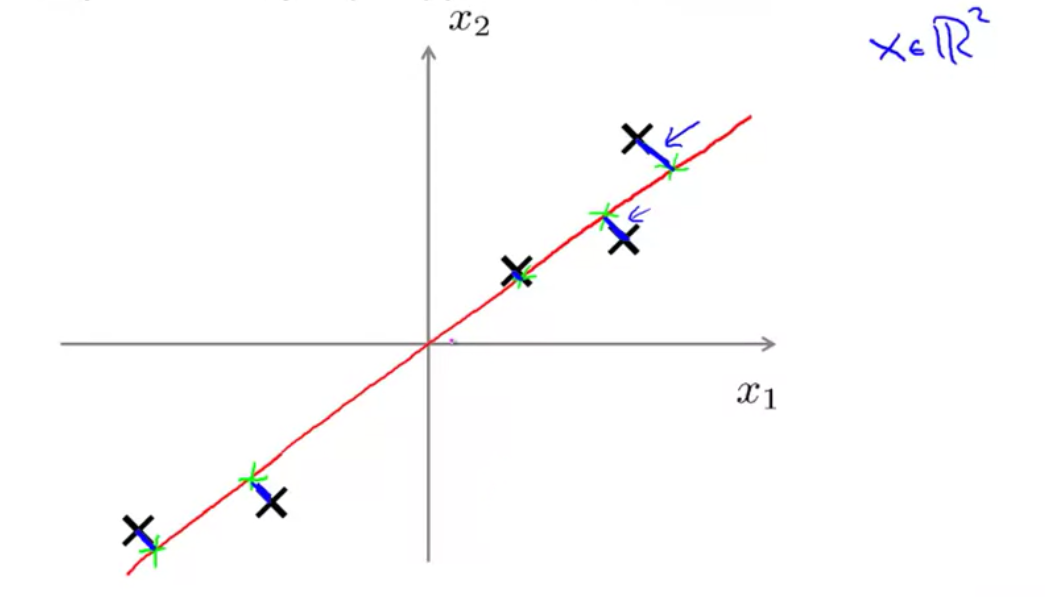 x₂
x ∈ ℝ²
x₁